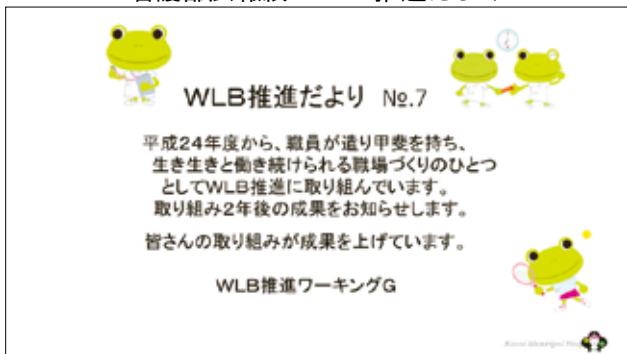 WLB推進だより №.7
平成24年度から、職員が遣り甲斐を持ち、
生き生きと働き続けられる職場づくりのひとつ
としてWLB推進に取り組んでいます。
取り組み2年後の成果をお知らせします。
皆さんの取り組みが成果を上げています。
WLB推進ワーキングG